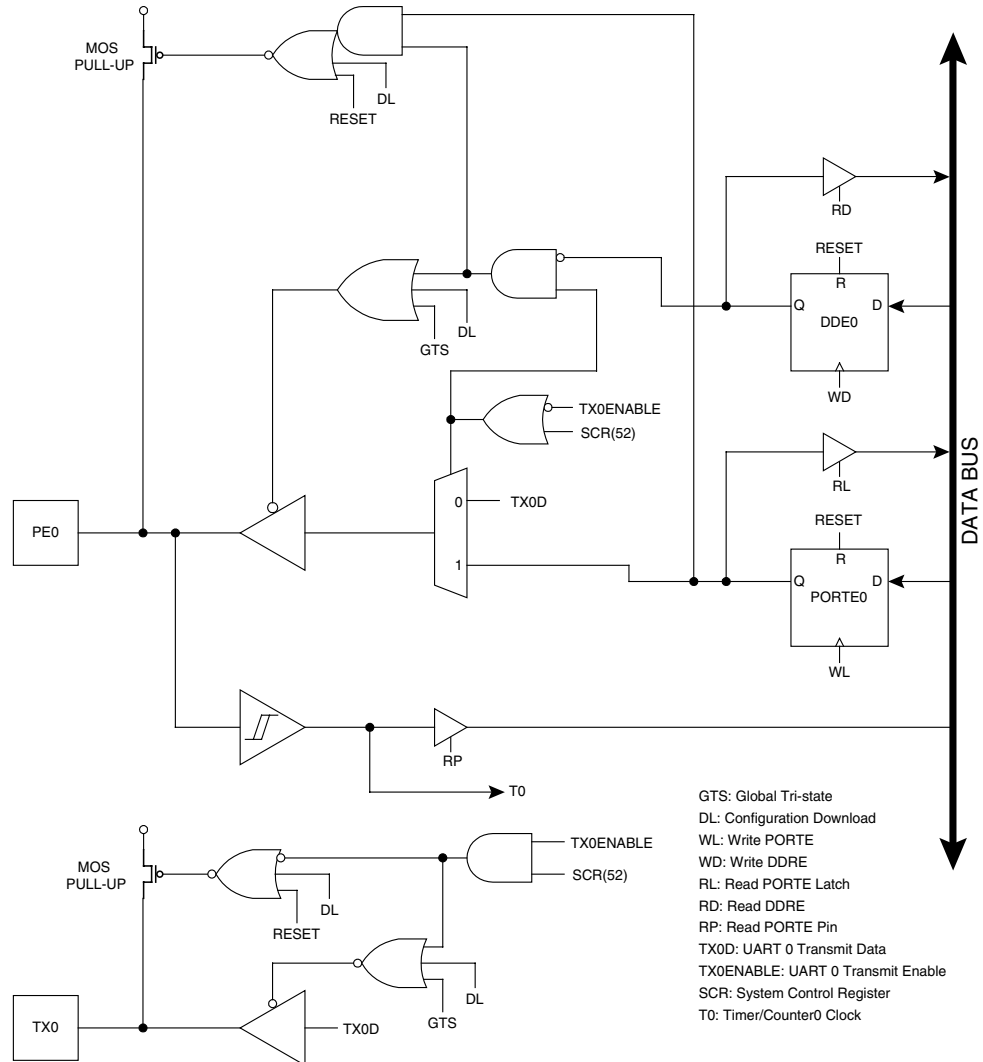 MOS
PULL-UP
DL
RESET
RD
RESET
R
Q
D
DDE0
WD
DL
GTS
TX0ENABLE
SCR(52)
RL
DATA BUS
0
TX0D
PE0
RESET
R
1
Q
D
PORTE0
WL
RP
T0
GTS: Global Tri-state
DL: Configuration Download
WL: Write PORTE
WD: Write DDRE
RL: Read PORTE Latch
RD: Read DDRE
RP: Read PORTE Pin
TX0D: UART 0 Transmit Data
TX0ENABLE: UART 0 Transmit Enable
SCR: System Control Register
T0: Timer/Counter0 Clock
MOS
PULL-UP
TX0ENABLE
SCR(52)
DL
RESET
DL
GTS
TX0
TX0D